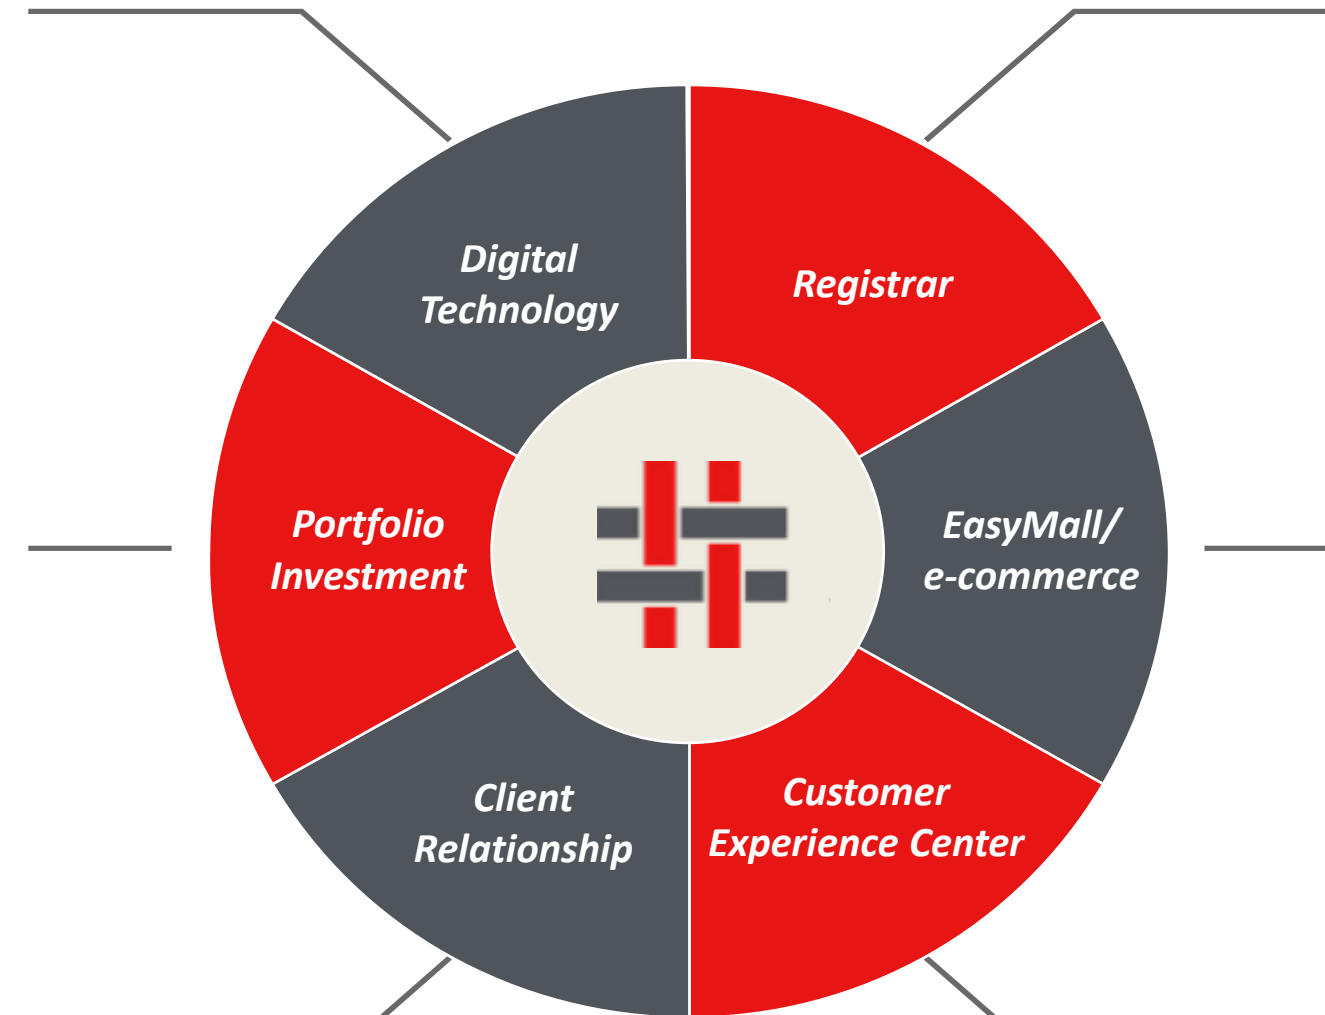 Digital
Technology
Registrar
Portfolio
Investment
EasyMall/
e-commerce
Client
Relationship
Customer
Experience Center